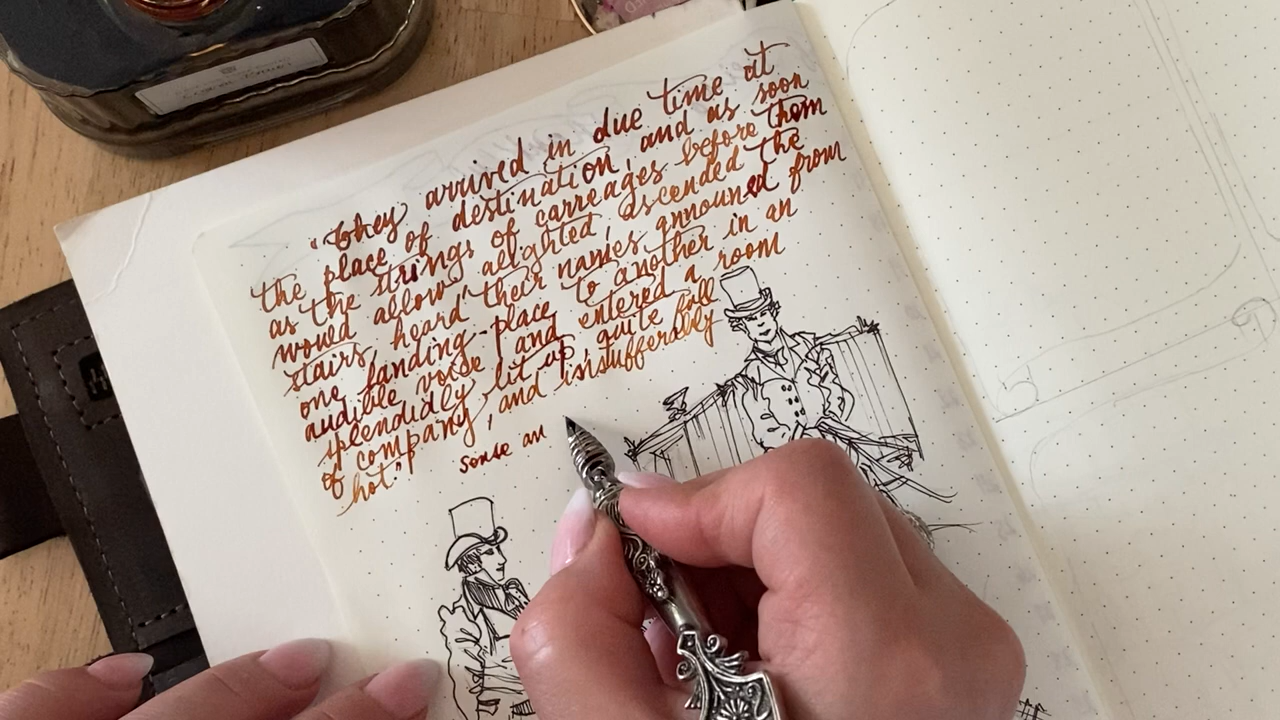 "They arrived in due time at
the place of destination, and as soon
as the strings of carreages before them
would allow, alighted, ascended the
stairs, heard their names announed from
one landing-place to another in an
audible voice, and entered a room
splendidly lit up, quite full
of company, and insufferably
hot."
Sense an